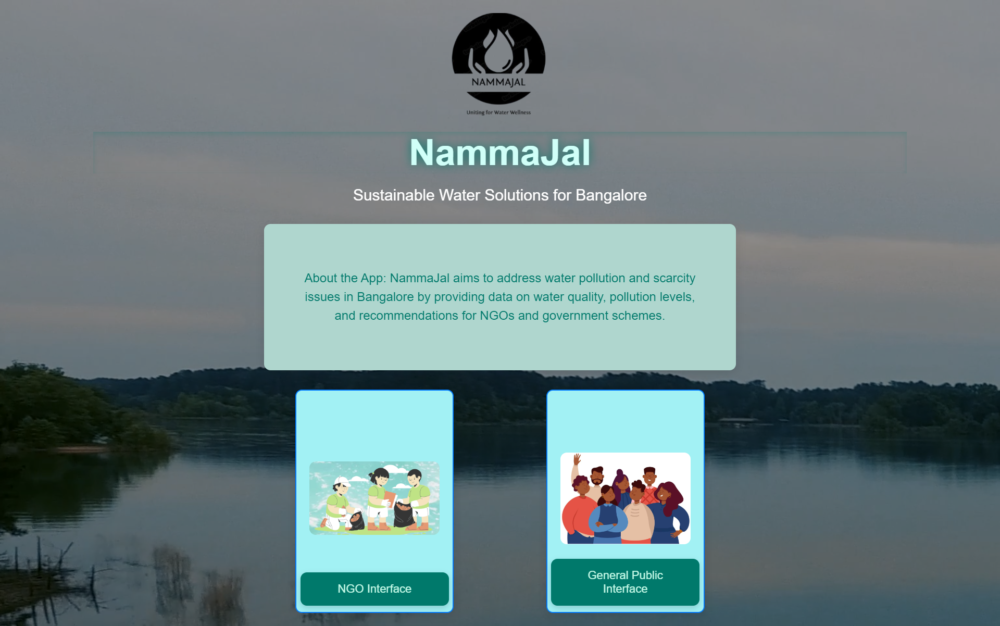 NAMMAJAL
Uniting for Water Wellness
NammaJal
Sustainable Water Solutions for Bangalore
About the App: NammaJal aims to address water pollution and scarcity
issues in Bangalore by providing data on water quality, pollution levels,
and recommendations for NGOs and government schemes.
NGO Interface
General Public
Interface